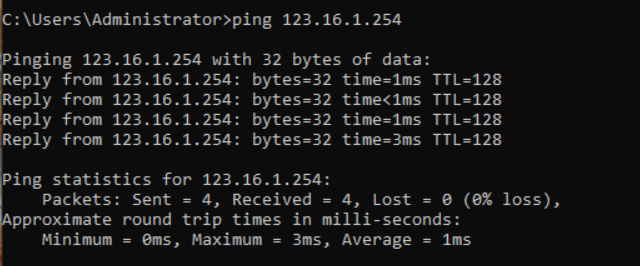 C:\Users\Administrator>ping 123.16.1.254
Pinging 123.16.1.254 with 32 bytes of data:
Reply from 123.16.1.254: bytes=32 time=1ms TTL=128
Reply from 123.16.1.254: bytes=32 time<1ms TTL=128
Reply from 123.16.1.254: bytes=32 time=1ms TTL=128
Reply from 123.16.1.254: bytes=32 time=3ms TTL=128
Ping statistics for 123.16.1.254:
    Packets: Sent = 4, Received = 4, Lost = 0 (0% loss),
Approximate round trip times in milli-seconds:
    Minimum = 0ms, Maximum = 3ms, Average = 1ms